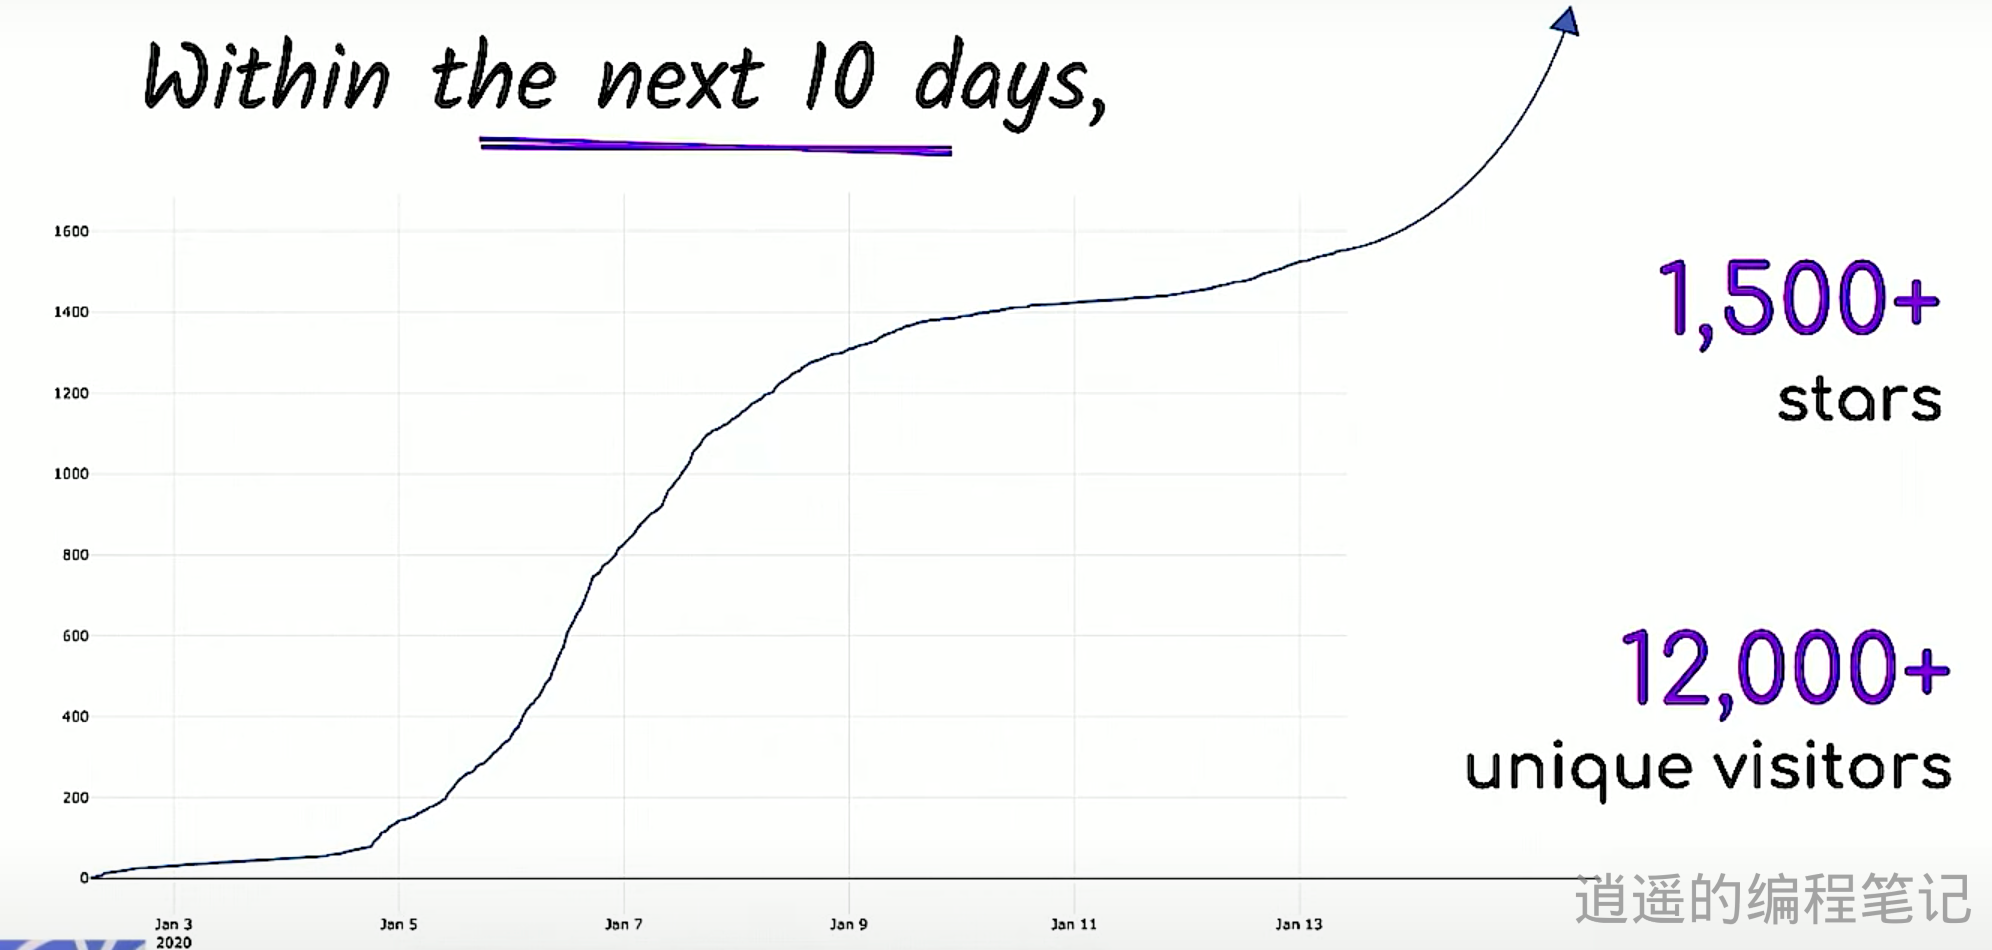 Within the next 10 days,
1600
1400
1200
1000
800
600
400
200
0
Jan 3
2020
Jan 5
Jan 7
Jan 9
Jan 11
Jan 13
1,500+
stars
12,000+
unique visitors
逍遥的编程笔记